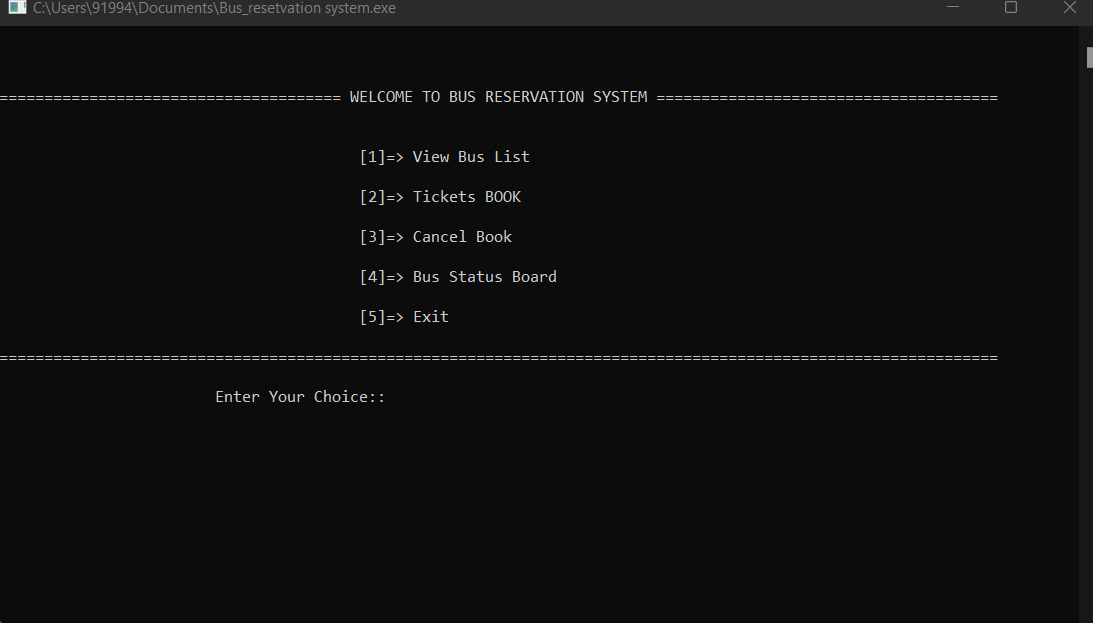 C:\Users\91994\Documents\Bus_resetvation system.exe
====================================== WELCOME TO BUS RESERVATION SYSTEM ======================================
[1]=> View Bus List
[2]=> Tickets BOOK
[3]=> Cancel Book
[4]=> Bus Status Board
[5]=> Exit
===============================================================================================================
Enter Your Choice::